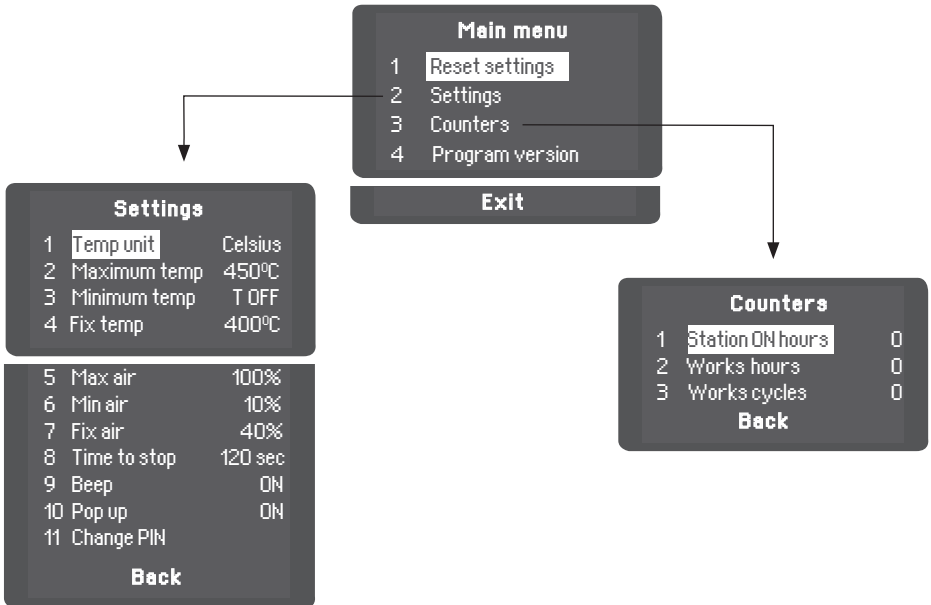 Main menu
1 Reset settings
2 Settings
3 Counters
4 Program version
Exit
Settings
1 Temp unit Celsius
2 Maximum temp 450ºC
3 Minimum temp T OFF
4 Fix temp 400ºC
5 Max air 100%
6 Min air 10%
7 Fix air 40%
8 Time to stop 120 sec
9 Beep ON
10 Pop up ON
11 Change PIN
Back
Counters
1 Station ON hours 0
2 Works hours 0
3 Works cycles 0
Back